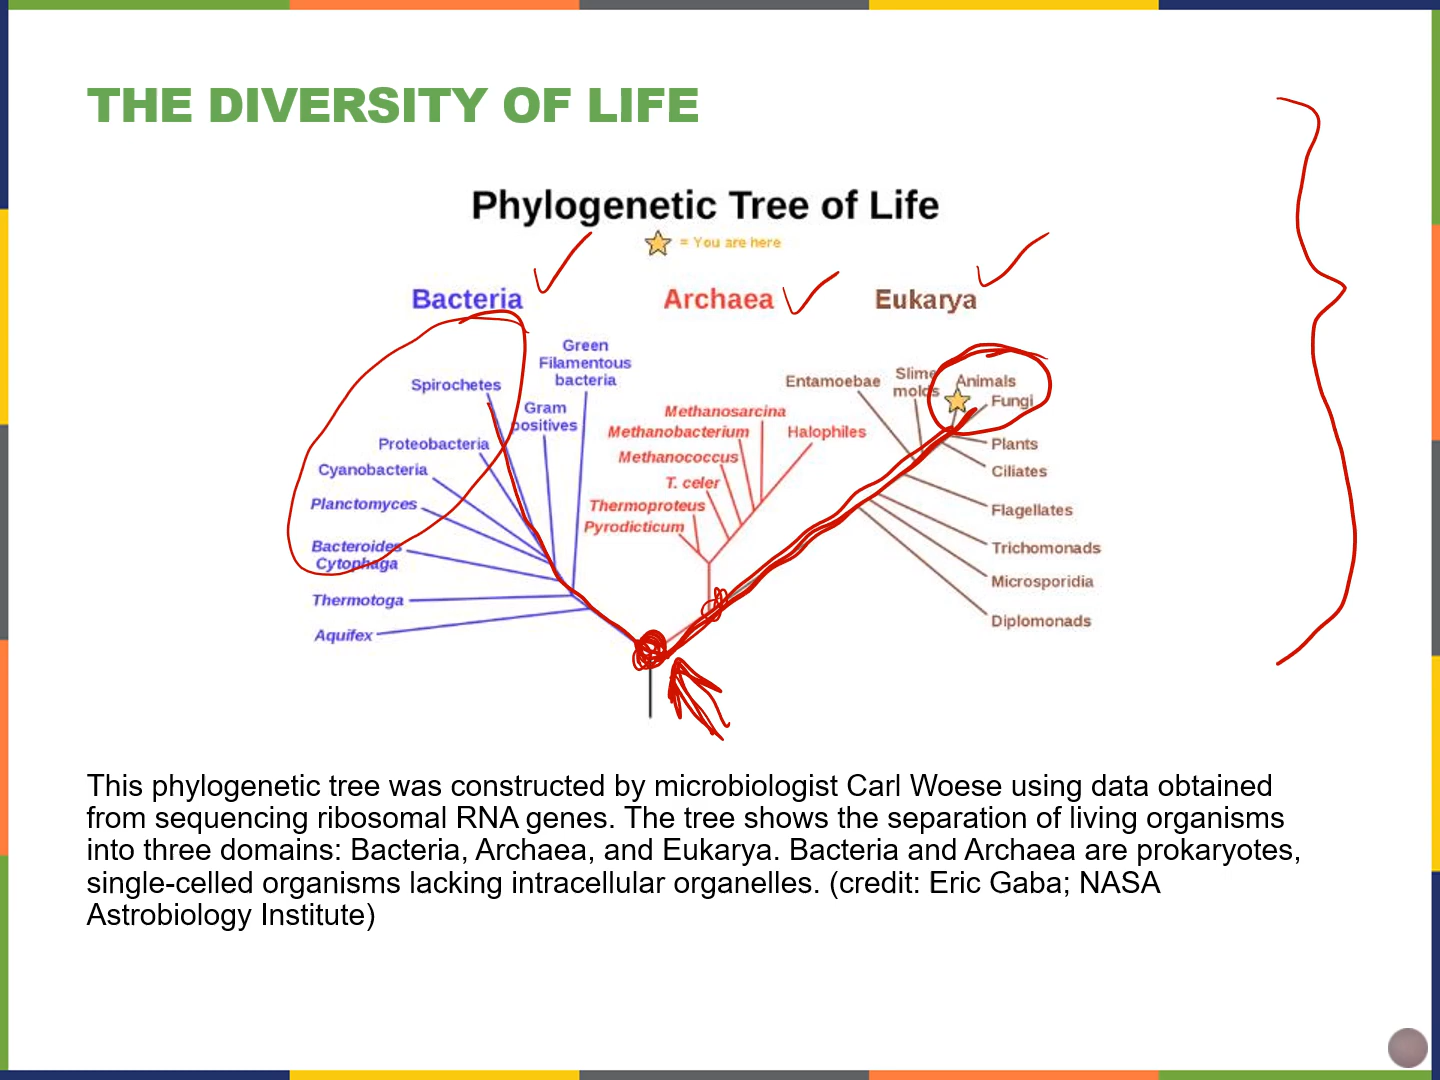 THE DIVERSITY OF LIFE
Phylogenetic Tree of Life
= You are here
Bacteria
Archaea
Eukarya
Green
Filamentous
bacteria
Spirochetes
Gram
positives
Proteobacteria
Cyanobacteria
Planctomyces
Bacteroides
Cytophaga
Thermotoga
Aquifex
Methanosarcina
Methanobacterium
Halophiles
Methanococcus
T. celer
Thermoproteus
Pyrodicticum
Entamoebae
Slime
molds
Animals
Fungi
Plants
Ciliates
Flagellates
Trichomonads
Microsporidia
Diplomonads
This phylogenetic tree was constructed by microbiologist Carl Woese using data obtained
from sequencing ribosomal RNA genes. The tree shows the separation of living organisms
into three domains: Bacteria, Archaea, and Eukarya. Bacteria and Archaea are prokaryotes,
single-celled organisms lacking intracellular organelles. (credit: Eric Gaba; NASA
Astrobiology Institute)